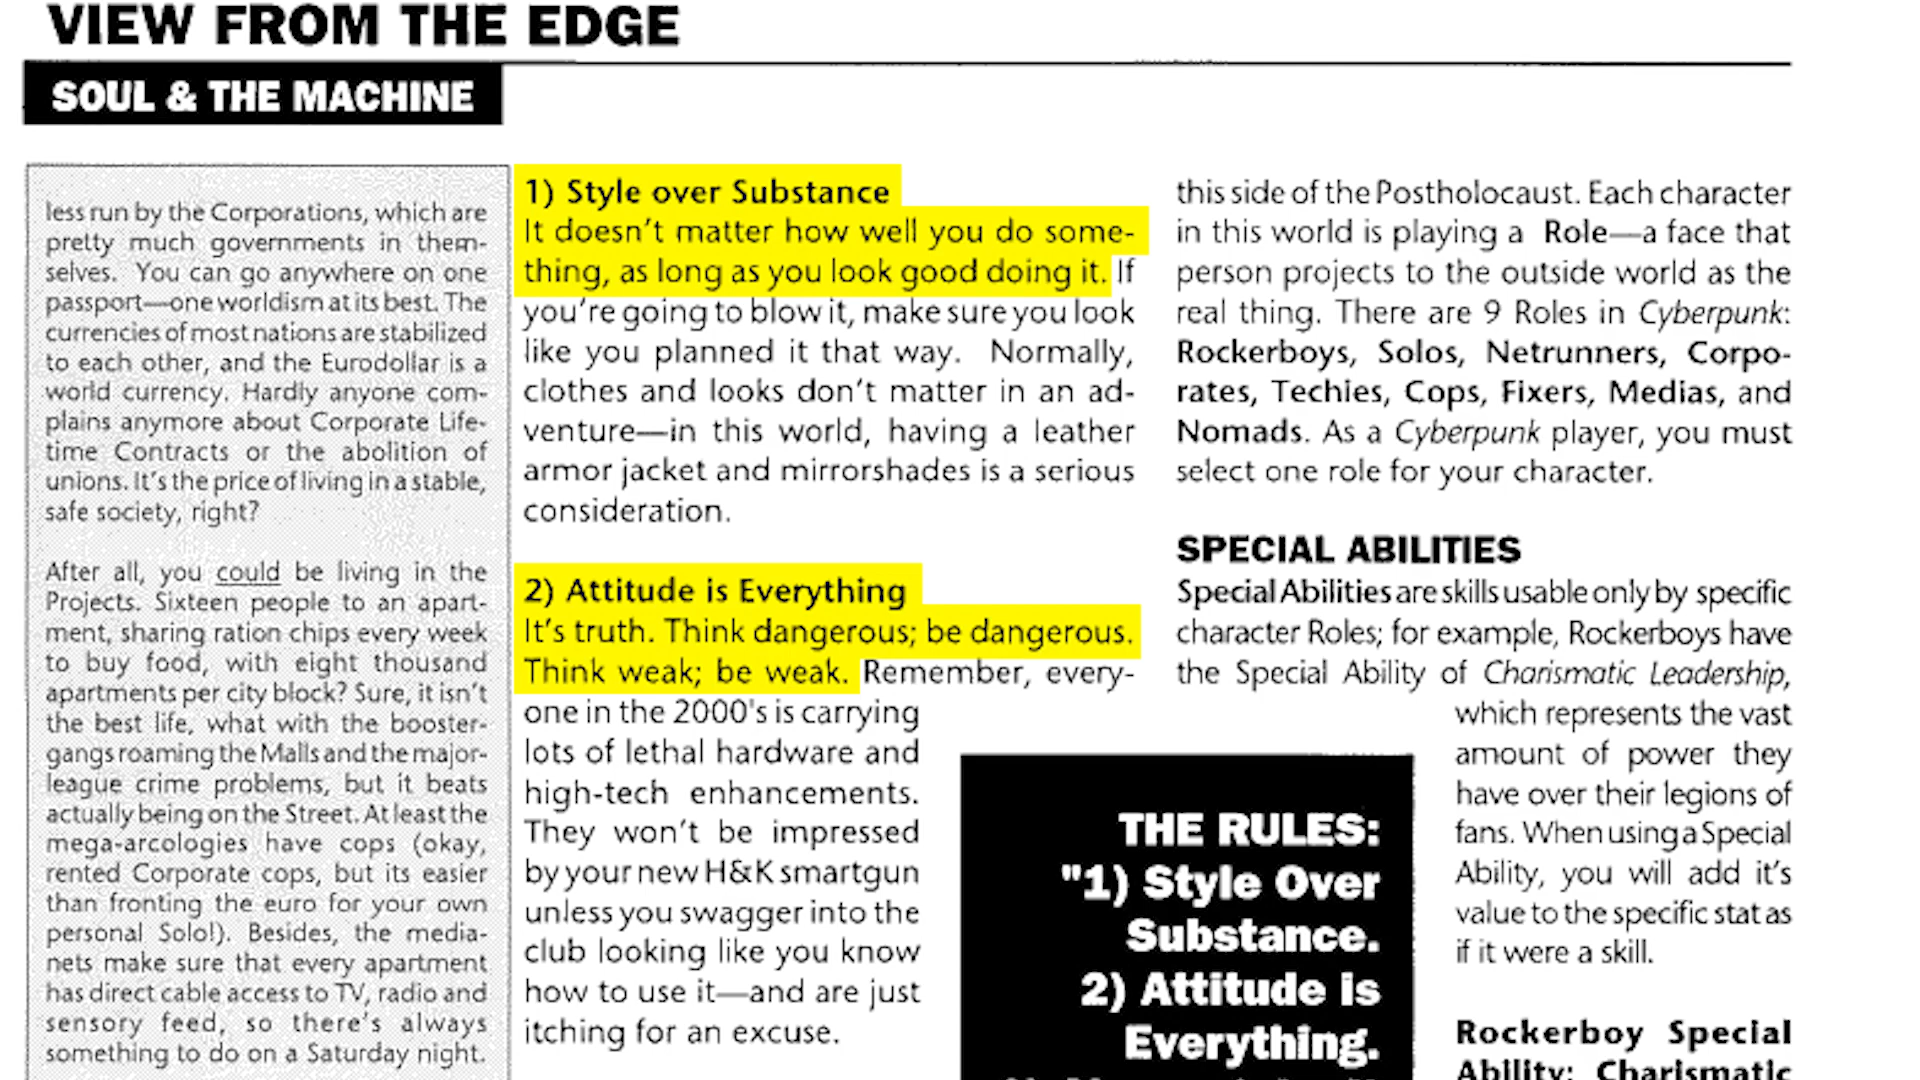 VIEW FROM THE EDGE
SOUL & THE MACHINE
less run by the Corporations, which are
pretty much governments in them-
selves. You can go anywhere on one
passport—one worldism at its best. The
currencies of most nations are stabilized
to each other, and the Eurodollar is a
world currency. Hardly anyone com-
plains anymore about Corporate Life-
time Contracts or the abolition of
unions. It's the price of living in a stable,
safe society, right?
After all, you could be living in the
Projects. Sixteen people to an apart-
ment, sharing ration chips every week
to buy food, with eight thousand
apartments per city block? Sure, it isn't
the best life, what with the booster-
gangs roaming the Malls and the major-
league crime problems, but it beats
actually being on the Street. At least the
mega-arcologies have cops (okay,
rented Corporate cops, but its easier
than fronting the euro for your own
personal Solo!). Besides, the media-
nets make sure that every apartment
has direct cable access to TV, radio and
sensory feed, so there's always
something to do on a Saturday night.
1) Style over Substance
It doesn't matter how well you do some-
thing, as long as you look good doing it. If
you're going to blow it, make sure you look
like you planned it that way. Normally,
clothes and looks don't matter in an ad-
venture—in this world, having a leather
armor jacket and mirrorshades is a serious
consideration.
2) Attitude is Everything
It's truth. Think dangerous; be dangerous.
Think weak; be weak. Remember, every-
one in the 2000's is carrying
lots of lethal hardware and
high-tech enhancements.
They won't be impressed
by your new H&K smartgun
unless you swagger into the
club looking like you know
how to use it—and are just
itching for an excuse.
THE RULES:
"1) Style Over
Substance.
2) Attitude is
Everything.
this side of the Postholocaust. Each character
in this world is playing a Role—a face that
person projects to the outside world as the
real thing. There are 9 Roles in Cyberpunk:
Rockerboys, Solos, Netrunners, Corpo-
rates, Techies, Cops, Fixers, Medias, and
Nomads. As a Cyberpunk player, you must
select one role for your character.
SPECIAL ABILITIES
Special Abilities are skills usable only by specific
character Roles; for example, Rockerboys have
the Special Ability of Charismatic Leadership,
which represents the vast
amount of power they
have over their legions of
fans. When using a Special
Ability, you will add it's
value to the specific stat as
if it were a skill.
Rockerboy Special
Ability: Charismatic